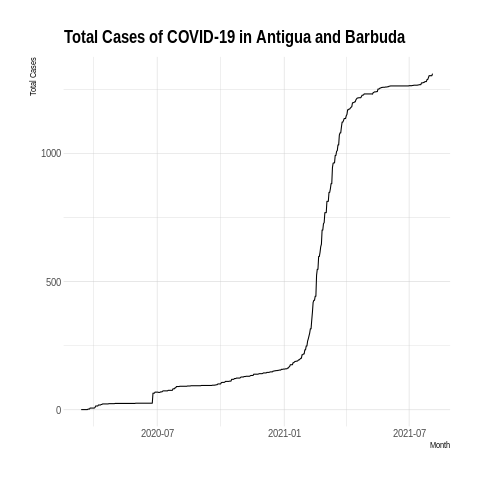 Total Cases of COVID-19 in Antigua and Barbuda
Total Cases
1000
500
0
2020-07
2021-01
2021-07
Month